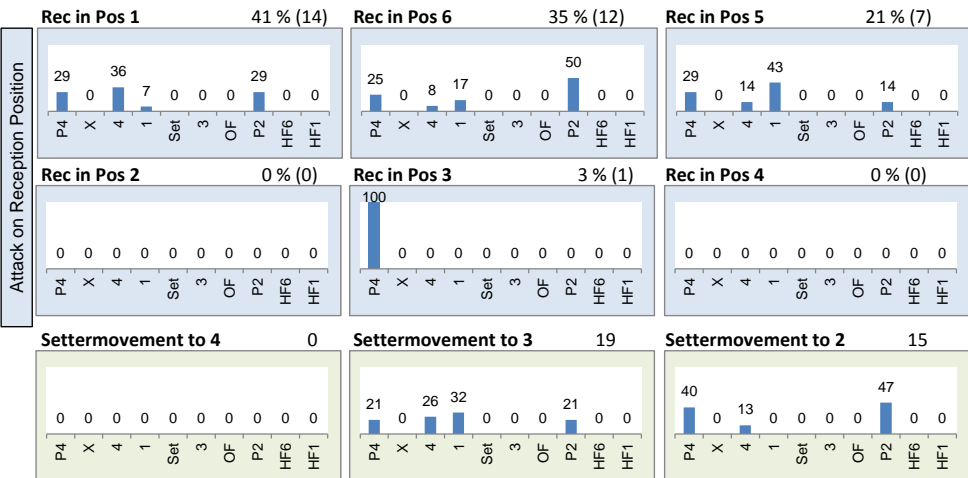 Attack on Reception Position
Rec in Pos 1 41 % (14)
29 0 36 7 0 0 0 29 0 0
P4 X 4 1 Set 3 OF P2 HF6 HF1
Rec in Pos 6 35 % (12)
25 0 8 17 0 0 0 50 0 0
P4 X 4 1 Set 3 OF P2 HF6 HF1
Rec in Pos 5 21 % (7)
29 0 14 43 0 0 0 14 0 0
P4 X 4 1 Set 3 OF P2 HF6 HF1
Rec in Pos 2 0 % (0)
0 0 0 0 0 0 0 0 0 0
P4 X 4 1 Set 3 OF P2 HF6 HF1
Rec in Pos 3 3 % (1)
100 0 0 0 0 0 0 0 0 0
P4 X 4 1 Set 3 OF P2 HF6 HF1
Rec in Pos 4 0 % (0)
0 0 0 0 0 0 0 0 0 0
P4 X 4 1 Set 3 OF P2 HF6 HF1
Settermovement to 4 0
0 0 0 0 0 0 0 0 0 0
P4 X 4 1 Set 3 OF P2 HF6 HF1
Settermovement to 3 19
21 0 26 32 0 0 0 21 0 0
P4 X 4 1 Set 3 OF P2 HF6 HF1
Settermovement to 2 15
40 0 13 0 0 0 0 47 0 0
P4 X 4 1 Set 3 OF P2 HF6 HF1